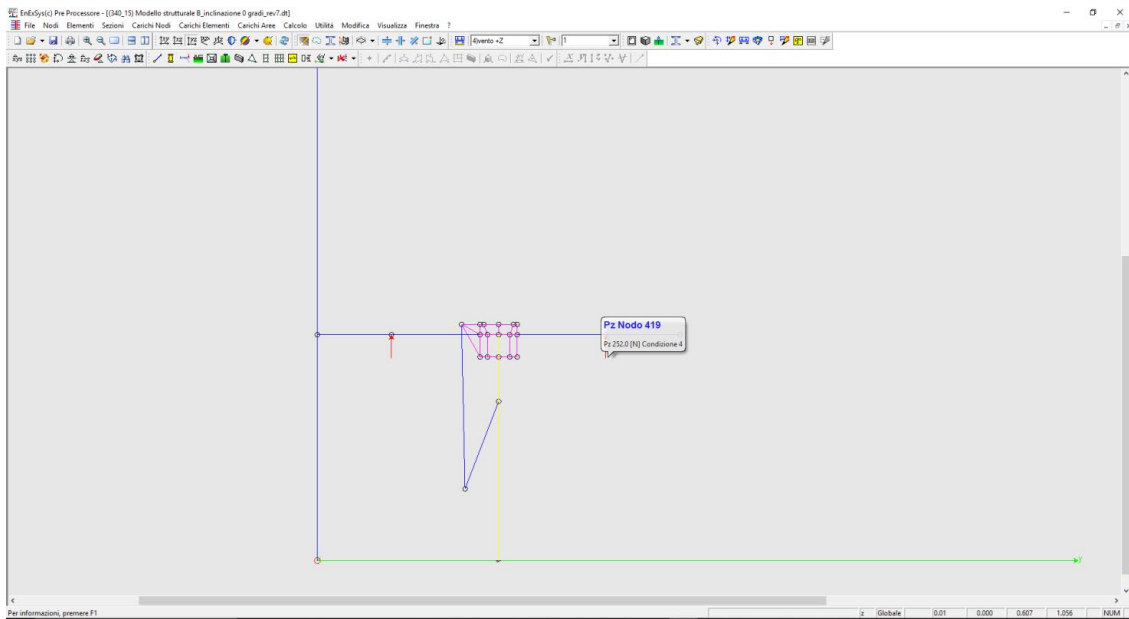 EnExSys(c) Pre Processore - [(340_15) Modello strutturale B_inclinazione 0 gradi_rev7.dt]
File Nodi Elementi Sezioni Carichi Nodi Carichi Elementi Carichi Aree Calcolo Utilità Modifica Visualizza Finestra ?
4)vento +Z 1
Pz Nodo 419
Pz 252.0 [N] Condizione 4
Y
Per informazioni, premere F1 z Globale 0.01 0.000 0.607 1.056 NUM